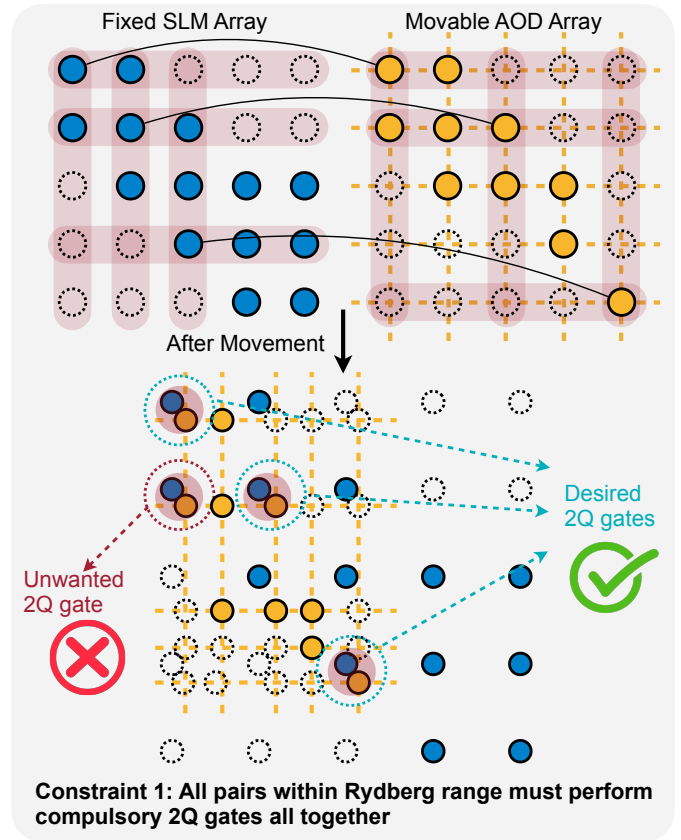 Fixed SLM Array
Movable AOD Array
After Movement
Desired
2Q gates
Unwanted
2Q gate
Constraint 1: All pairs within Rydberg range must perform
compulsory 2Q gates all together